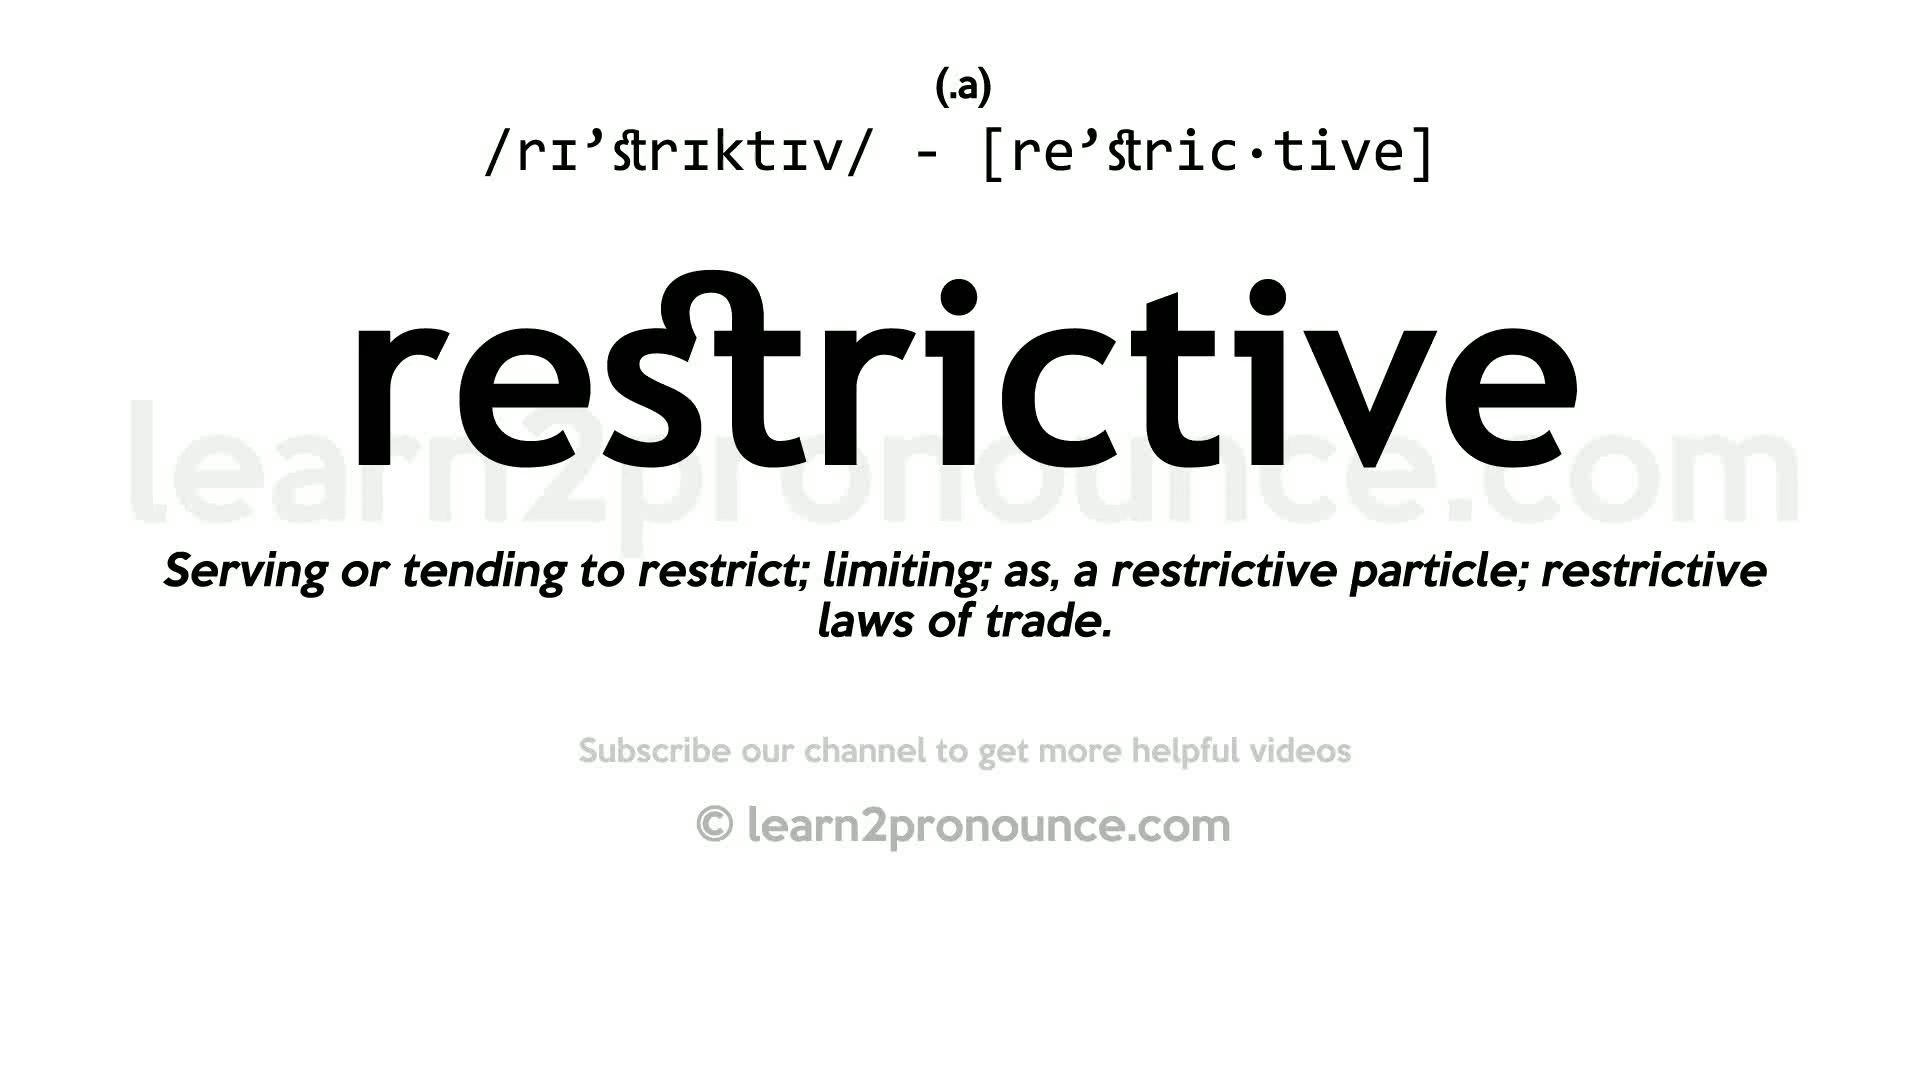 (.a)
/rɪ’strɪktɪv/ - [re’stric·tive]
restrictive
learn2pronounce.com
Serving or tending to restrict; limiting; as, a restrictive particle; restrictive
laws of trade.
Subscribe our channel to get more helpful videos
© learn2pronounce.com